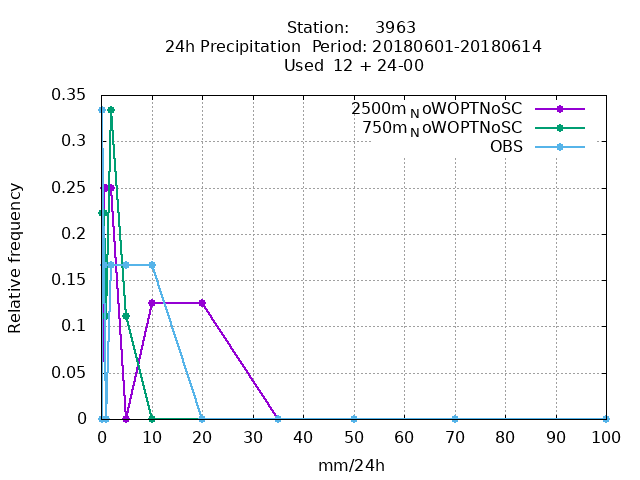 Station: 3963
24h Precipitation Period: 20180601-20180614
Used 12 + 24-00
2500m_NoWOPTNoSC
750m_NoWOPTNoSC
OBS
Relative frequency
0.35
0.3
0.25
0.2
0.15
0.1
0.05
0
0 10 20 30 40 50 60 70 80 90 100
mm/24h